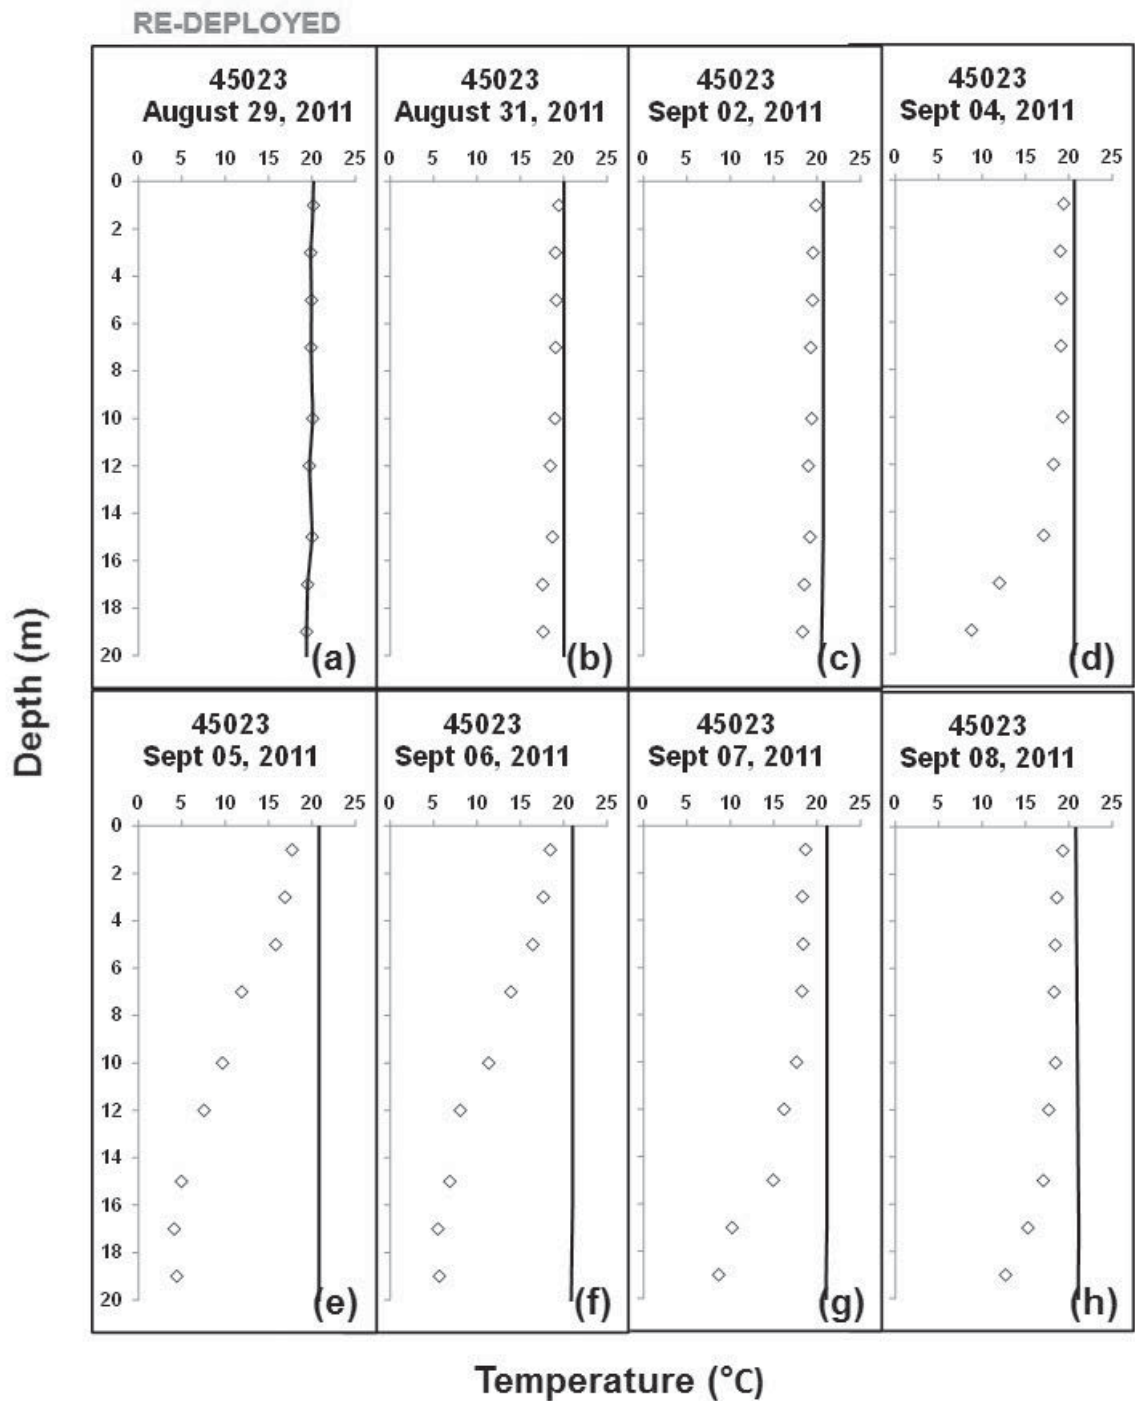 RE-DEPLOYED
45023
August 29, 2011
0 5 10 15 20 25
45023
August 31, 2011
0 5 10 15 20 25
45023
Sept 02, 2011
0 5 10 15 20 25
45023
Sept 04, 2011
0 5 10 15 20 25
0
2
4
6
8
10
12
14
16
18
20
(a)
(b)
(c)
(d)
Depth (m)
45023
Sept 05, 2011
0 5 10 15 20 25
45023
Sept 06, 2011
0 5 10 15 20 25
45023
Sept 07, 2011
0 5 10 15 20 25
45023
Sept 08, 2011
0 5 10 15 20 25
0
2
4
6
8
10
12
14
16
18
20
(e)
(f)
(g)
(h)
Temperature (°C)